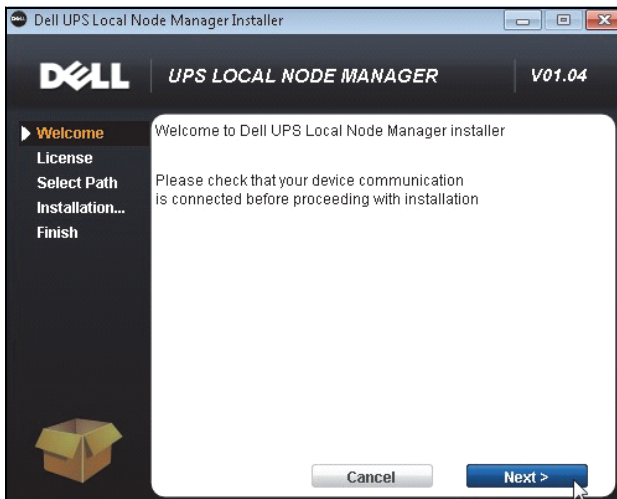 Dell UPS Local Node Manager Installer
DELL
UPS LOCAL NODE MANAGER
V01.04
Welcome
License
Select Path
Installation...
Finish
Welcome to Dell UPS Local Node Manager installer
Please check that your device communication
is connected before proceeding with installation
Cancel
Next >